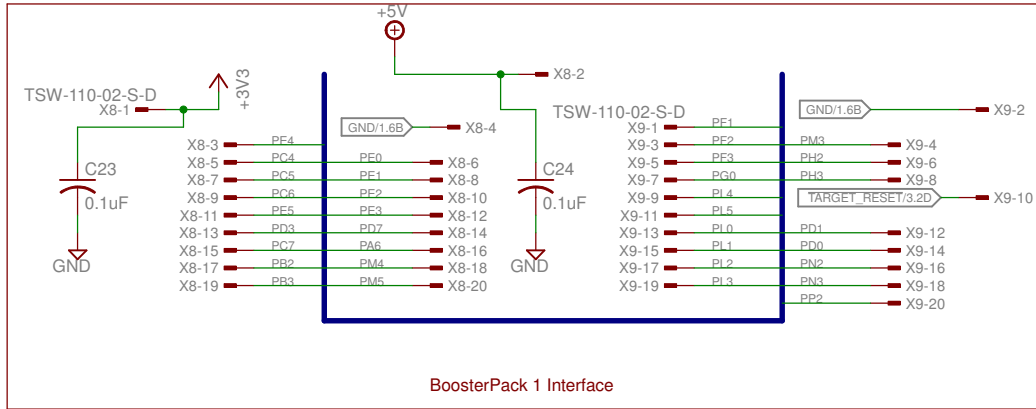 +5V
X8-2
+3V3
TSW-110-02-S-D
X8-1
C23
0.1uF
GND
GND/1.6B
X8-4
X8-3 PE4
X8-5 PC4 PE0 X8-6
X8-7 PC5 PE1 X8-8
X8-9 PC6 PE2 X8-10
X8-11 PE5 PE3 X8-12
X8-13 PD3 PD7 X8-14
X8-15 PC7 PA6 X8-16
X8-17 PB2 PM4 X8-18
X8-19 PB3 PM5 X8-20
C24
0.1uF
GND
TSW-110-02-S-D
GND/1.6B X9-2
X9-1 PF1
X9-3 PF2 PM3 X9-4
X9-5 PF3 PH2 X9-6
X9-7 PG0 PH3 X9-8
X9-9 PL4 TARGET_RESET/3.2D X9-10
X9-11 PL5
X9-13 PL0 PD1 X9-12
X9-15 PL1 PD0 X9-14
X9-17 PL2 PN2 X9-16
X9-19 PL3 PN3 X9-18
PP2 X9-20
BoosterPack 1 Interface